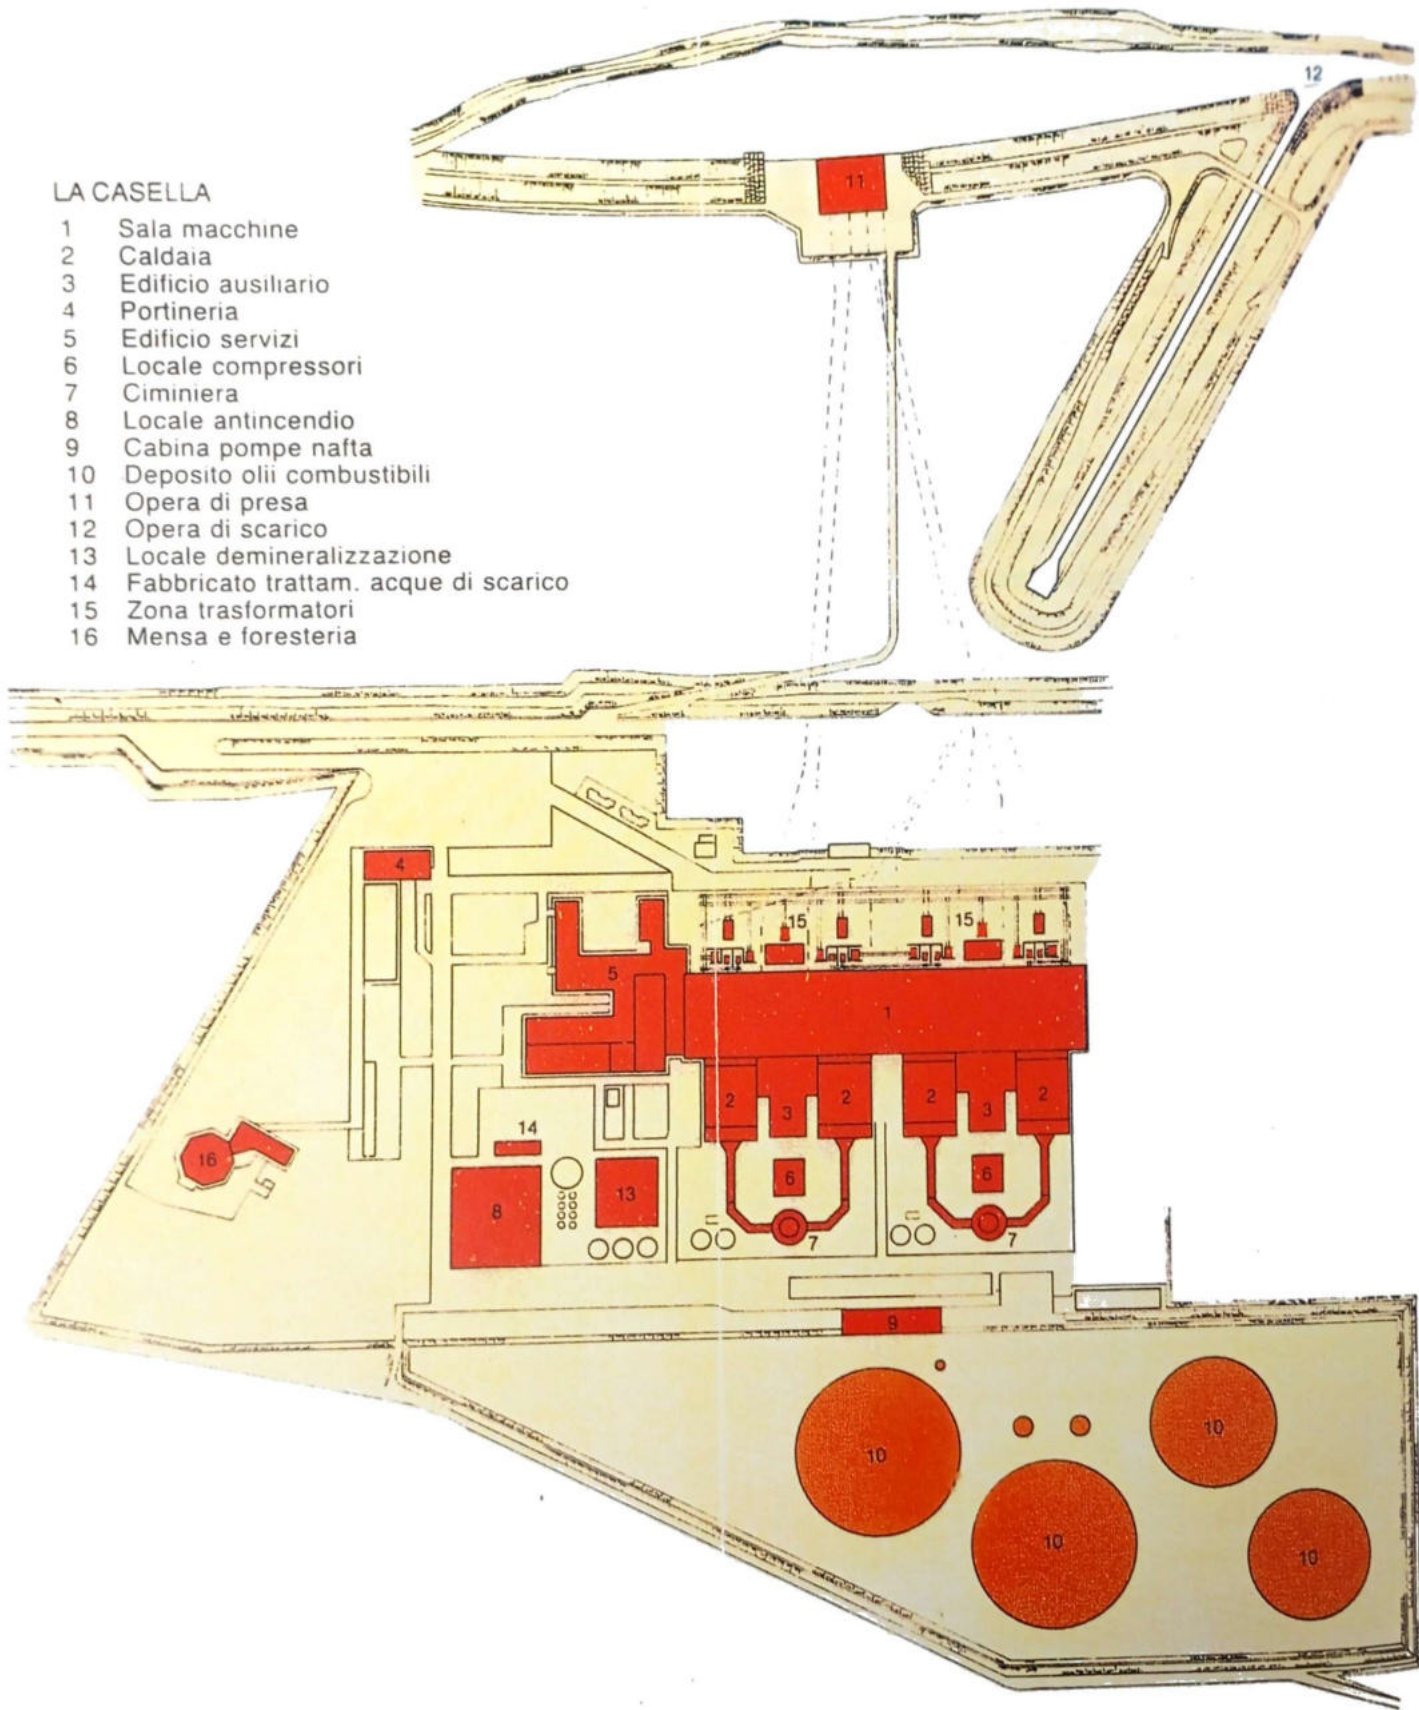 LA CASELLA
1 Sala macchine
2 Caldaia
3 Edificio ausiliario
4 Portineria
5 Edificio servizi
6 Locale compressori
7 Ciminiera
8 Locale antincendio
9 Cabina pompe nafta
10 Deposito olii combustibili
11 Opera di presa
12 Opera di scarico
13 Locale demineralizzazione
14 Fabbricato trattam. acque di scarico
15 Zona trasformatori
16 Mensa e foresteria
12
11
4
15 15
5
1
2 3 2 2 3 2
14
16
6 6
8 13
7 7
9
10
10
10
10